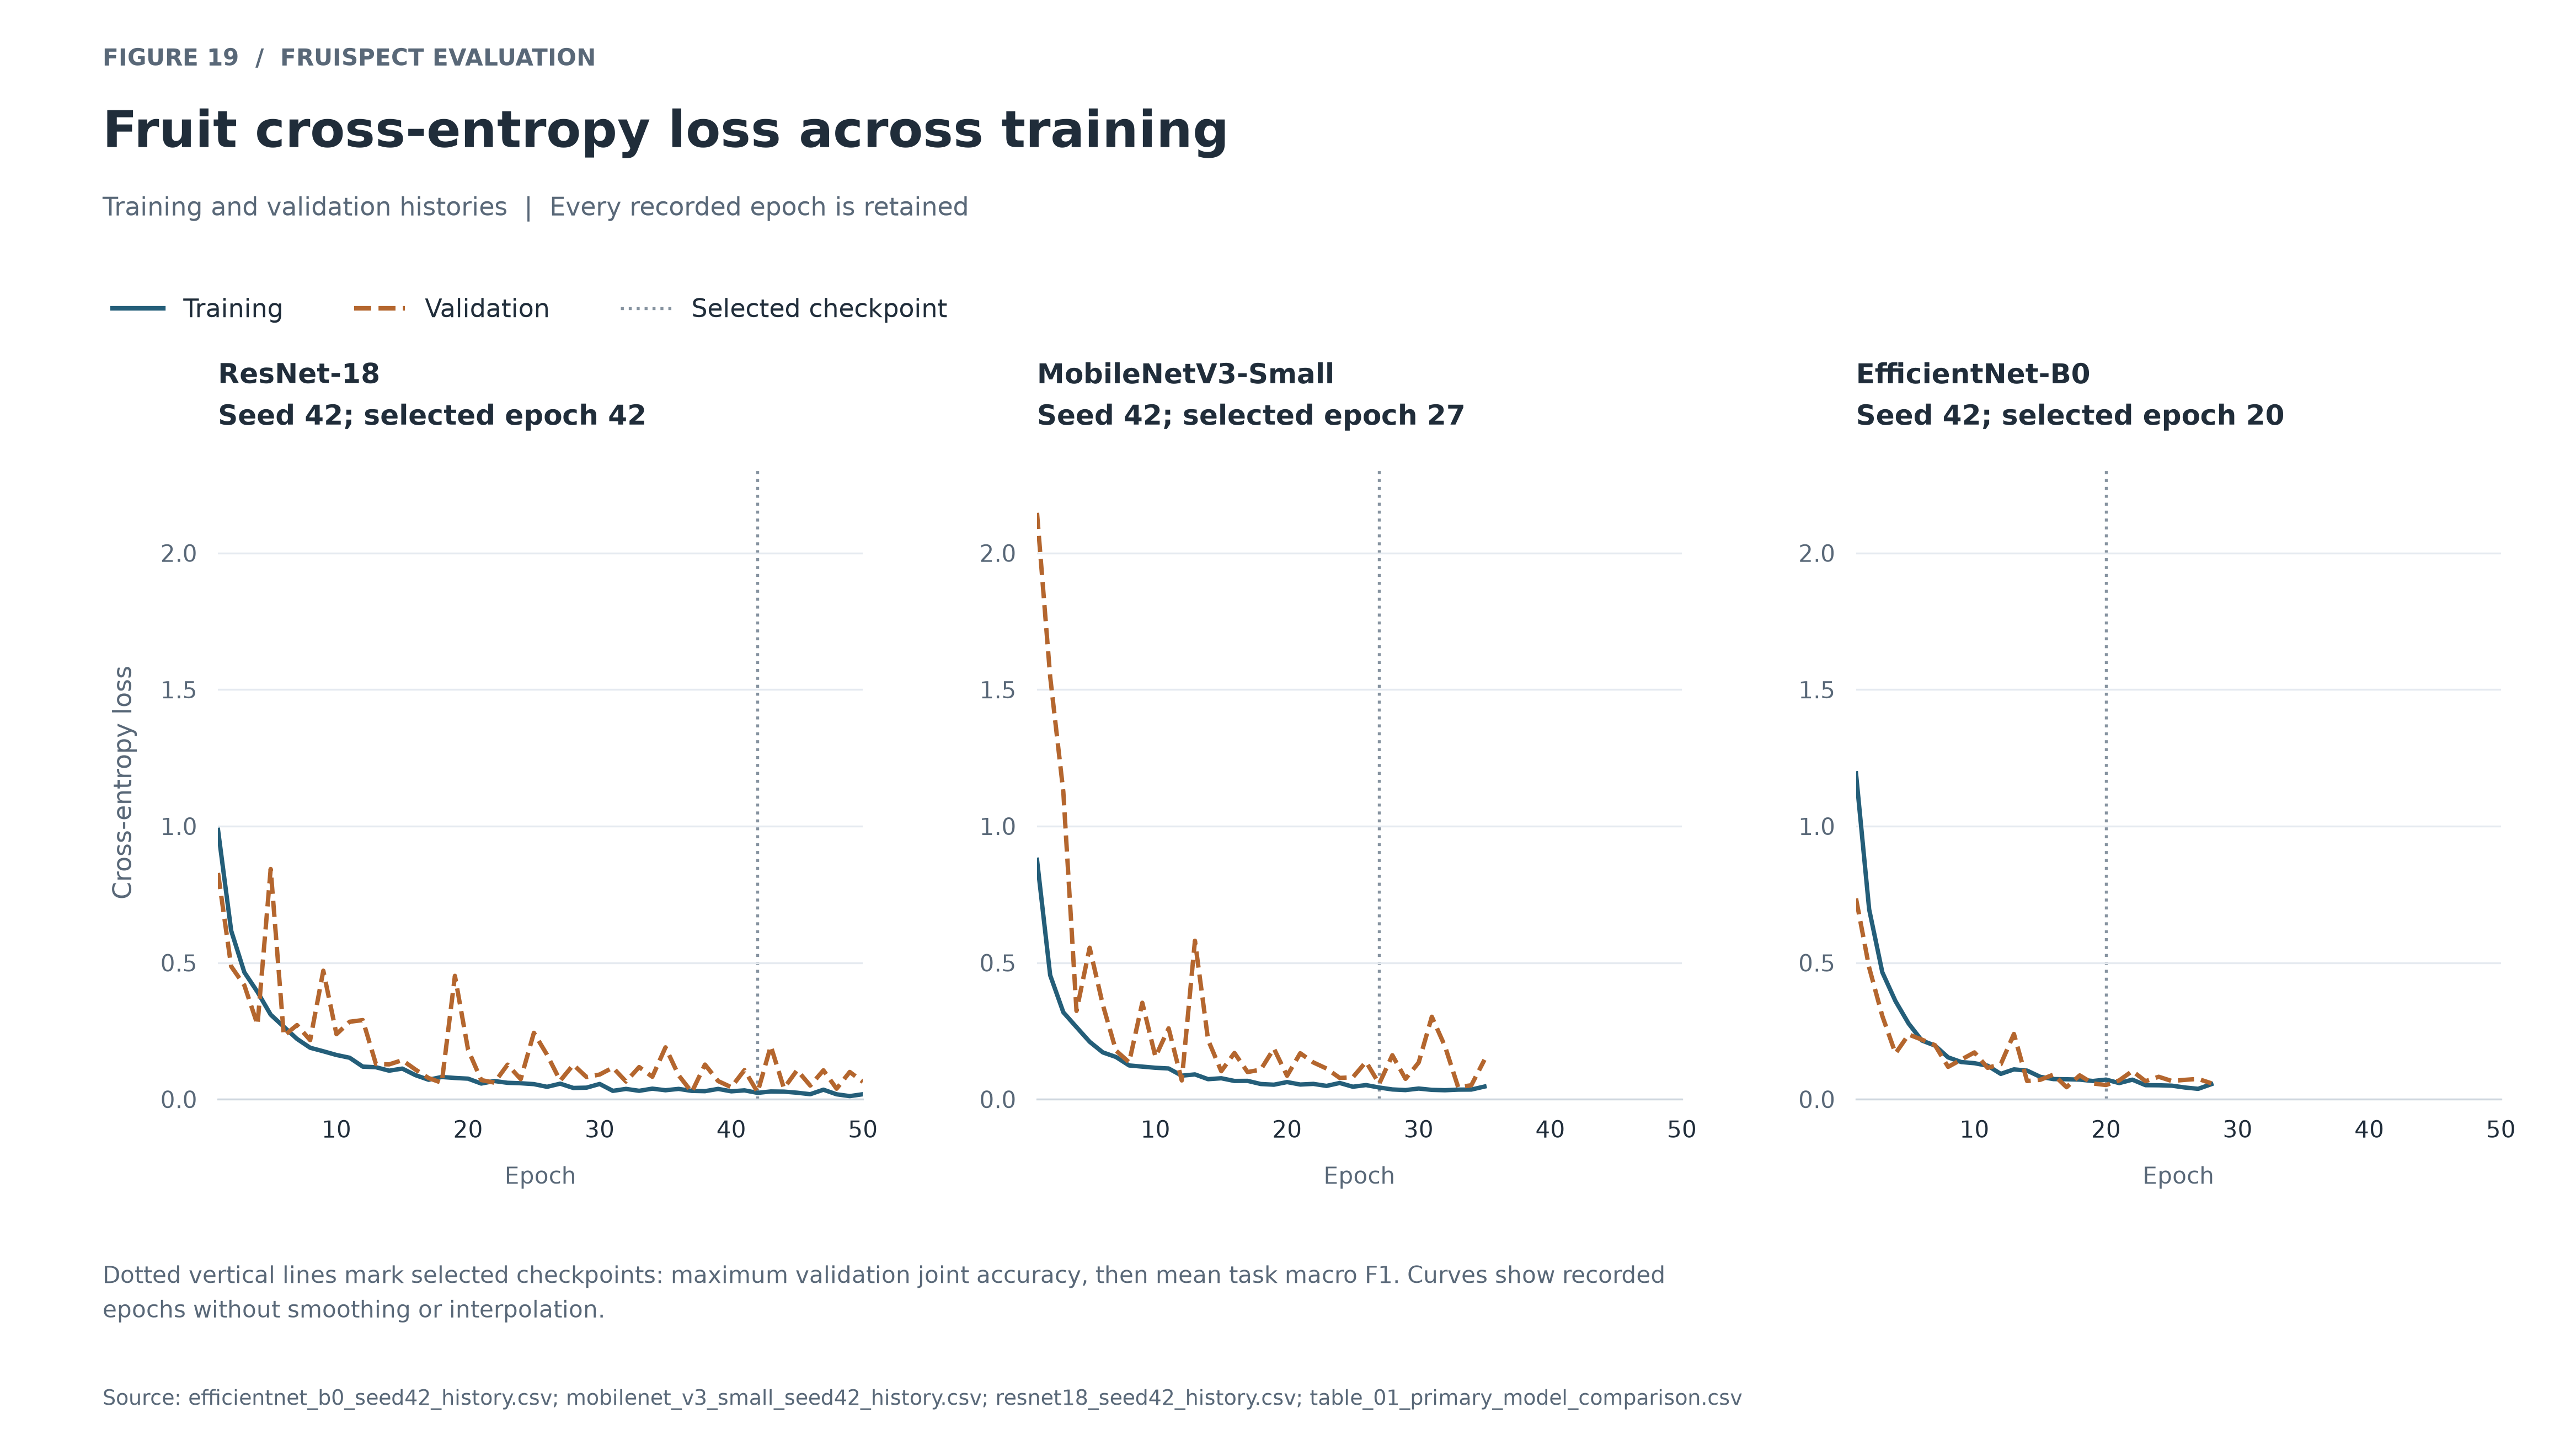 FIGURE 19 / FRUISPECT EVALUATION
Fruit cross-entropy loss across training
Training and validation histories | Every recorded epoch is retained
Training
Validation
Selected checkpoint
ResNet-18
Seed 42; selected epoch 42
Cross-entropy loss
2.0
1.5
1.0
0.5
0.0
10 20 30 40 50
Epoch
MobileNetV3-Small
Seed 42; selected epoch 27
2.0
1.5
1.0
0.5
0.0
10 20 30 40 50
Epoch
EfficientNet-B0
Seed 42; selected epoch 20
2.0
1.5
1.0
0.5
0.0
10 20 30 40 50
Epoch
Dotted vertical lines mark selected checkpoints: maximum validation joint accuracy, then mean task macro F1. Curves show recorded
epochs without smoothing or interpolation.
Source: efficientnet_b0_seed42_history.csv; mobilenet_v3_small_seed42_history.csv; resnet18_seed42_history.csv; table_01_primary_model_comparison.csv